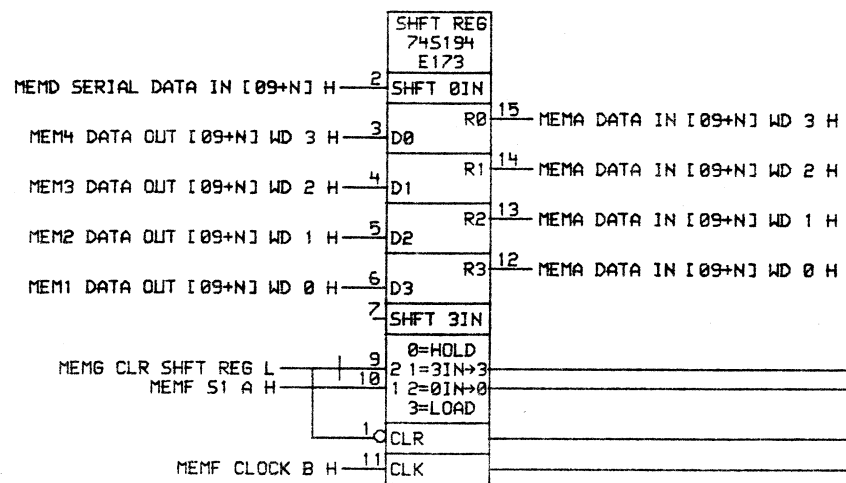 SHFT REG
74S194
E173
MEMD SERIAL DATA IN [09+N] H 2 SHFT 0IN
R0 15 MEMA DATA IN [09+N] WD 3 H
MEM4 DATA OUT [09+N] WD 3 H 3 D0
R1 14 MEMA DATA IN [09+N] WD 2 H
MEM3 DATA OUT [09+N] WD 2 H 4 D1
R2 13 MEMA DATA IN [09+N] WD 1 H
MEM2 DATA OUT [09+N] WD 1 H 5 D2
R3 12 MEMA DATA IN [09+N] WD 0 H
MEM1 DATA OUT [09+N] WD 0 H 6 D3
7 SHFT 3IN
0=HOLD
MEMG CLR SHFT REG L 9 2 1=3IN→3
MEMF S1 A H 10 1 2=0IN→0
3=LOAD
1 CLR
MEMF CLOCK B H 11 CLK